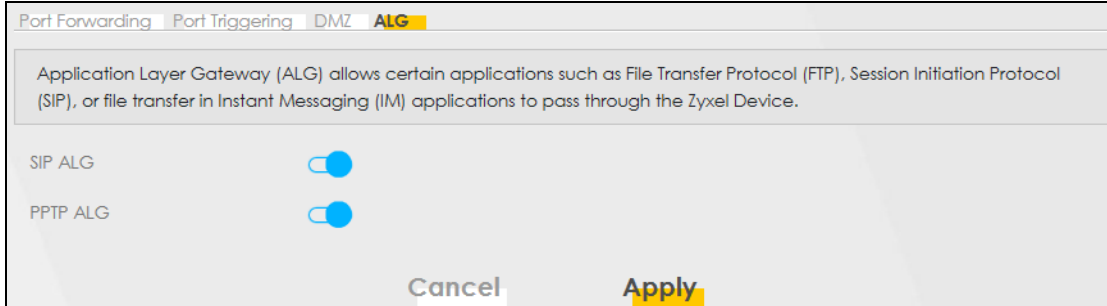 Port Forwarding Port Triggering DMZ ALG
Application Layer Gateway (ALG) allows certain applications such as File Transfer Protocol (FTP), Session Initiation Protocol
(SIP), or file transfer in Instant Messaging (IM) applications to pass through the Zyxel Device.
SIP ALG
PPTP ALG
Cancel Apply